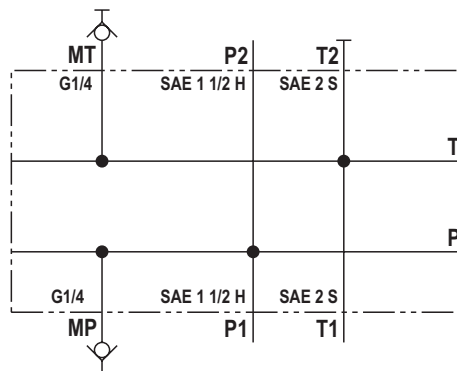 MT P2 T2
G1/4 SAE 1 1/2 H SAE 2 S
T
P
G1/4 SAE 1 1/2 H SAE 2 S
MP P1 T1